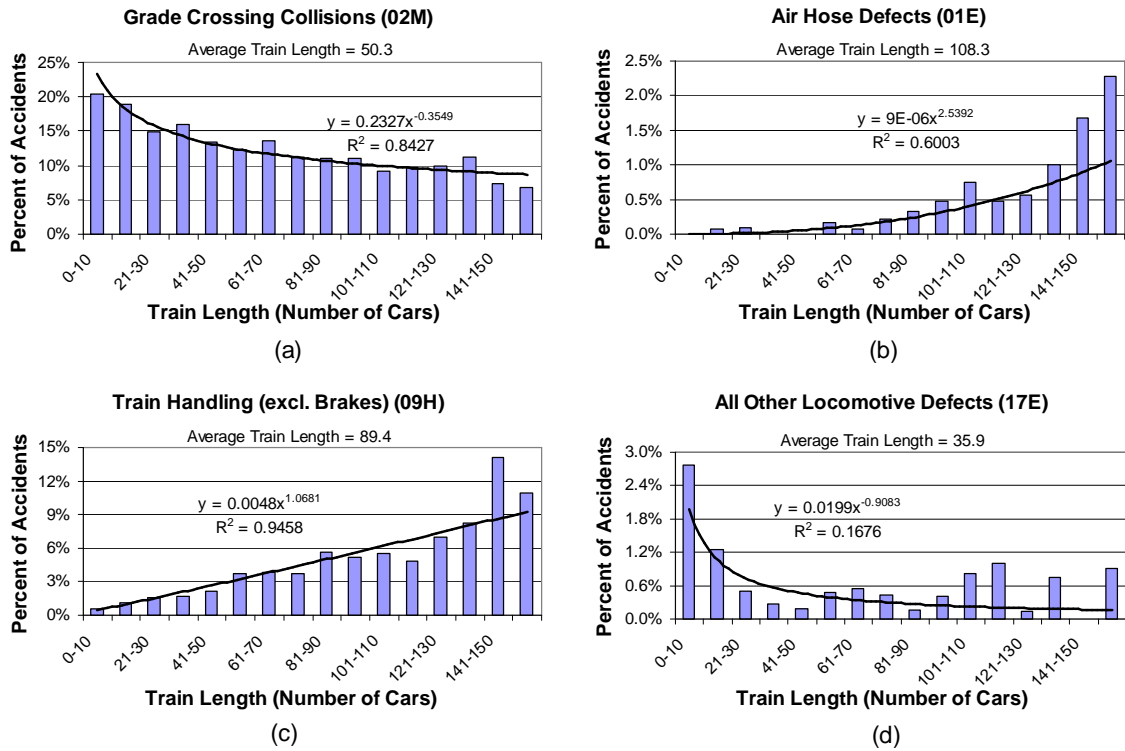 Grade Crossing Collisions (02M)
Average Train Length = 50.3
25%
20%
15%
10%
5%
0%
Percent of Accidents
y = 0.2327x^-0.3549
R² = 0.8427
0-10
21-30
41-50
61-70
81-90
101-110
121-130
141-150
Train Length (Number of Cars)
(a)
Air Hose Defects (01E)
Average Train Length = 108.3
2.5%
2.0%
1.5%
1.0%
0.5%
0.0%
Percent of Accidents
y = 9E-06x^2.5392
R² = 0.6003
0-10
21-30
41-50
61-70
81-90
101-110
121-130
141-150
Train Length (Number of Cars)
(b)
Train Handling (excl. Brakes) (09H)
Average Train Length = 89.4
15%
12%
9%
6%
3%
0%
Percent of Accidents
y = 0.0048x^1.0681
R² = 0.9458
0-10
21-30
41-50
61-70
81-90
101-110
121-130
141-150
Train Length (Number of Cars)
(c)
All Other Locomotive Defects (17E)
Average Train Length = 35.9
3.0%
2.4%
1.8%
1.2%
0.6%
0.0%
Percent of Accidents
y = 0.0199x^-0.9083
R² = 0.1676
0-10
21-30
41-50
61-70
81-90
101-110
121-130
141-150
Train Length (Number of Cars)
(d)